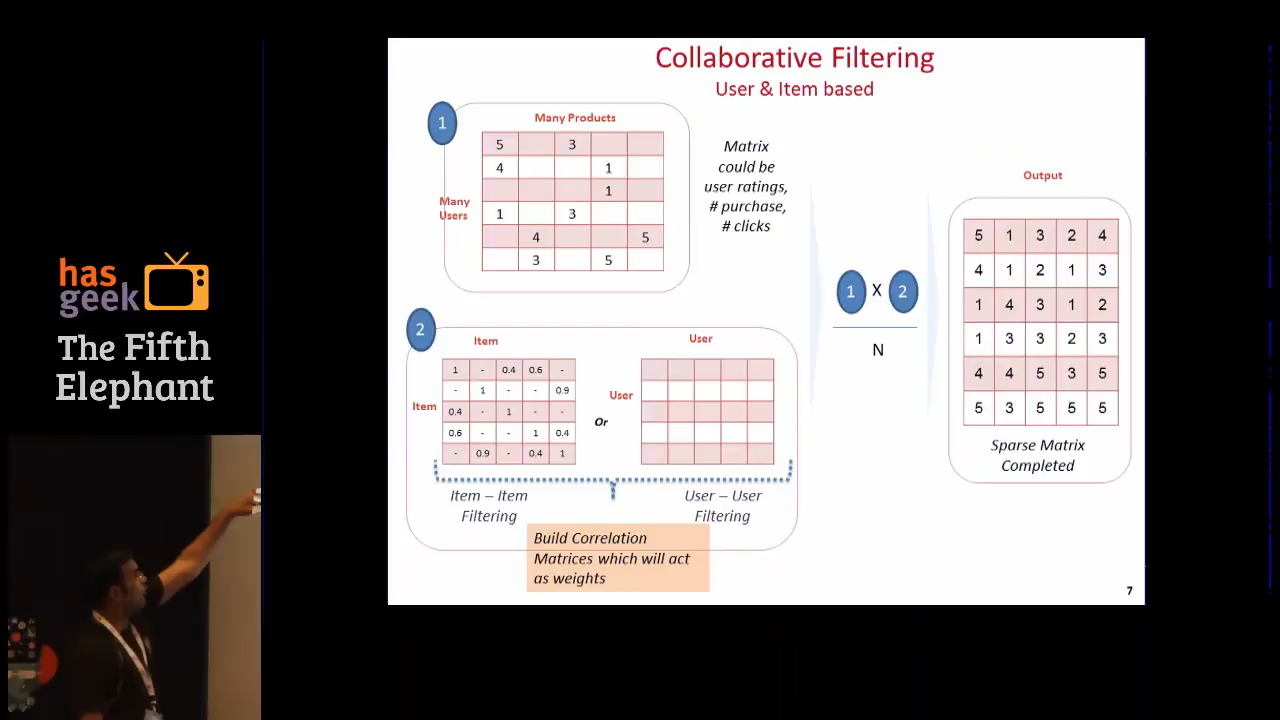 Collaborative Filtering
User & Item based
1
Many Products
5 3
4 1
1
Many
Users
1 3
4 5
3 5
Matrix
could be
user ratings,
# purchase,
# clicks
2
Item
Item
1 - 0.4 0.6 -
- 1 - - 0.9
0.4 - 1 - -
0.6 - - 1 0.4
- 0.9 - 0.4 1
Or
User
User
Item – Item
Filtering
User – User
Filtering
Build Correlation
Matrices which will act
as weights
1 X 2
N
Output
5 1 3 2 4
4 1 2 1 3
1 4 3 1 2
1 3 3 2 3
4 4 5 3 5
5 3 5 5 5
Sparse Matrix
Completed
7
has
geek
The Fifth
Elephant